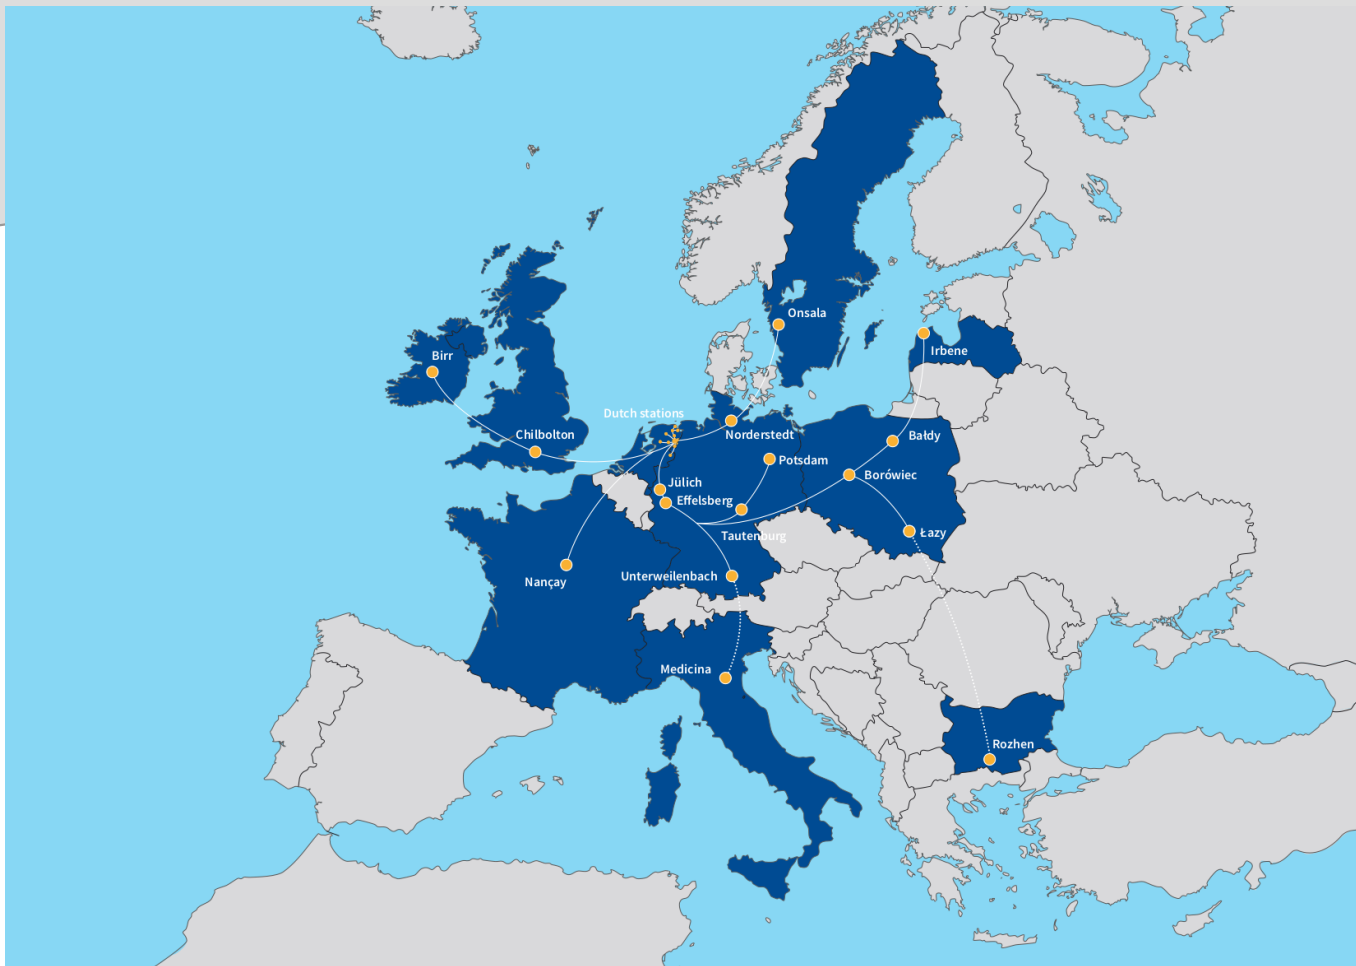 Onsala
Irbene
Birr
Dutch stations
Chilbolton
Norderstedt
Bałdy
Potsdam
Borówiec
Jülich
Effelsberg
Łazy
Tautenburg
Nançay
Unterweilenbach
Medicina
Rozhen